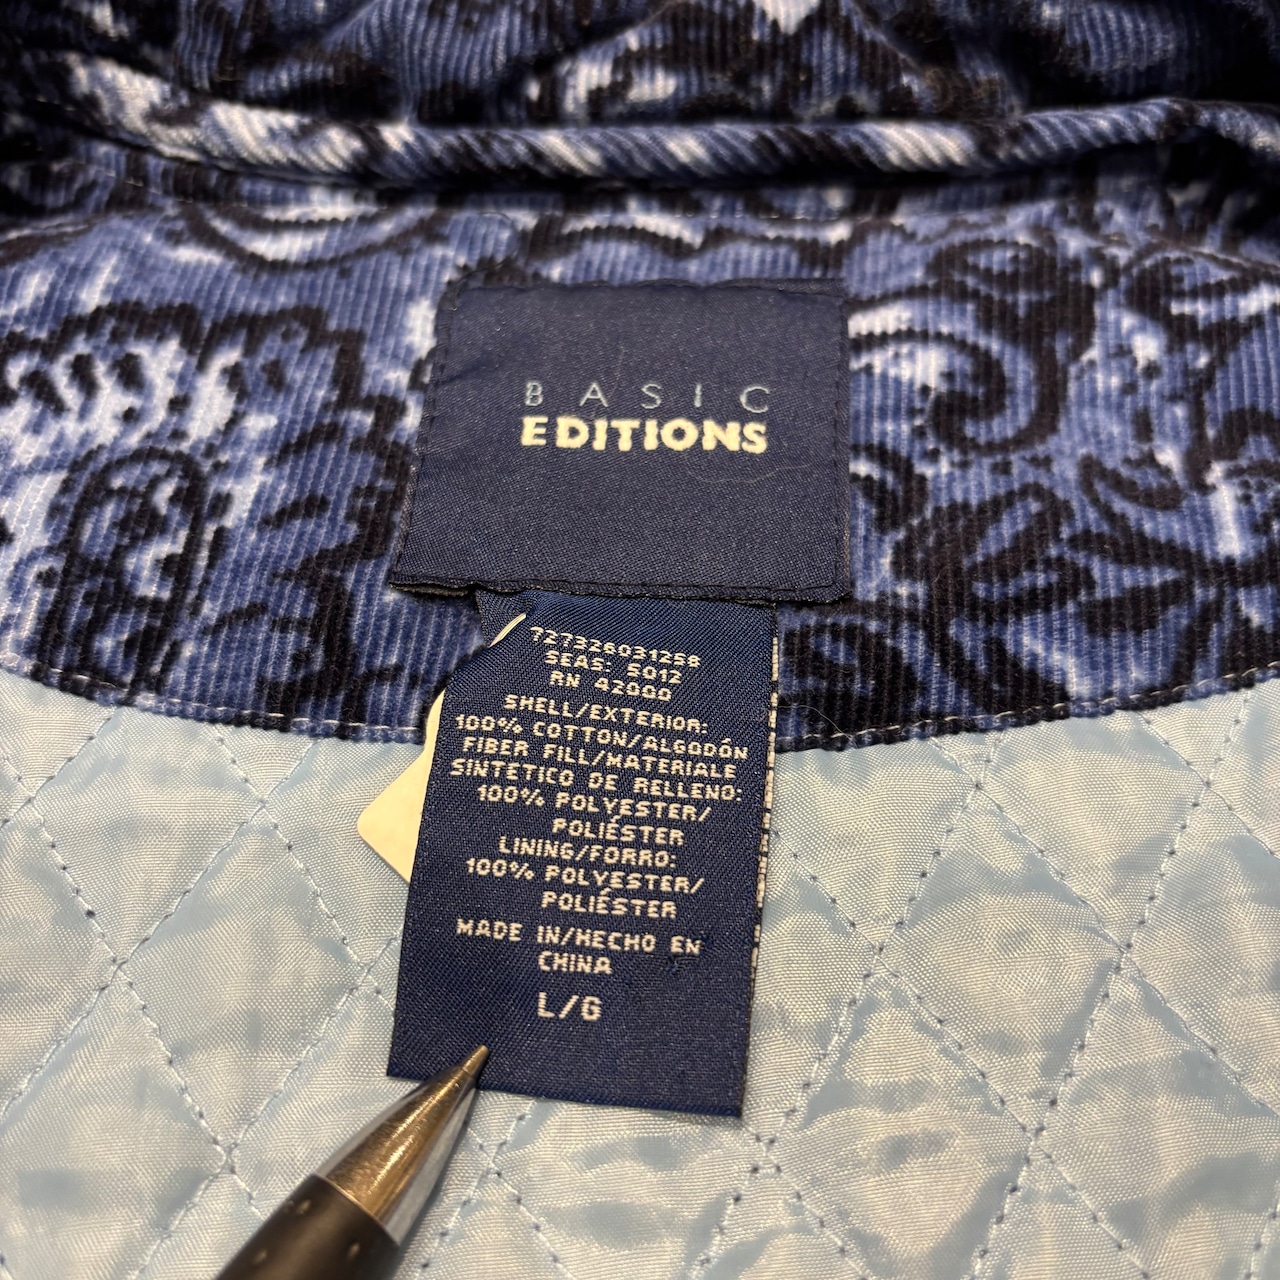 BASIC
EDITIONS
727326031258
SEAS: S012
RN 42000
SHELL/EXTERIOR:
100% COTTON/ALGODÓN
FIBER FILL/MATERIALE
SINTÉTICO DE RELLENO:
100% POLYESTER/
POLIÉSTER
LINING/FORRO:
100% POLYESTER/
POLIÉSTER
MADE IN/HECHO EN
CHINA
L/G